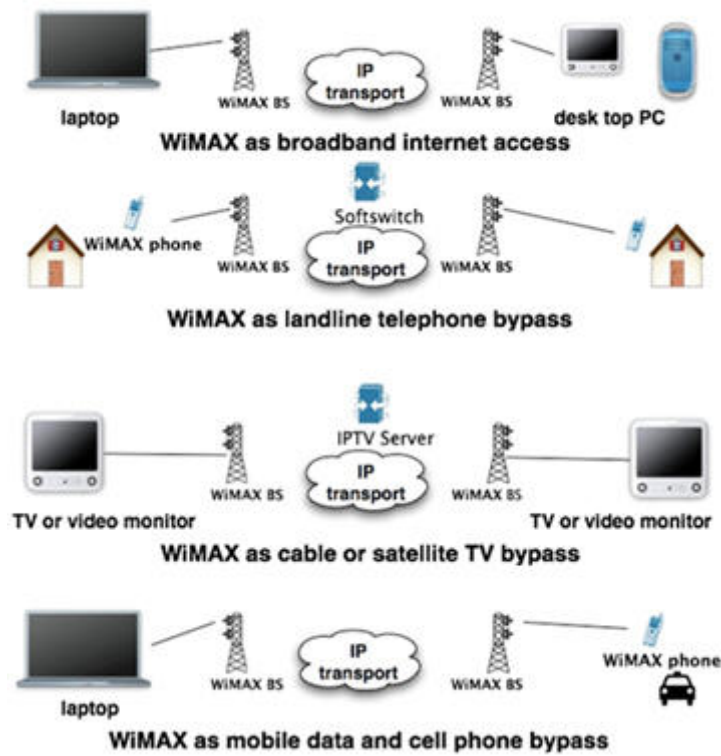 IP
transport
WiMAX BS
WiMAX BS
laptop
desk top PC
WiMAX as broadband internet access
Softswitch
WiMAX phone
IP
transport
WiMAX BS
WiMAX BS
WiMAX as landline telephone bypass
IPTV Server
IP
transport
WiMAX BS
WiMAX BS
TV or video monitor
TV or video monitor
WiMAX as cable or satellite TV bypass
IP
transport
WiMAX phone
WiMAX BS
WiMAX BS
laptop
WiMAX as mobile data and cell phone bypass